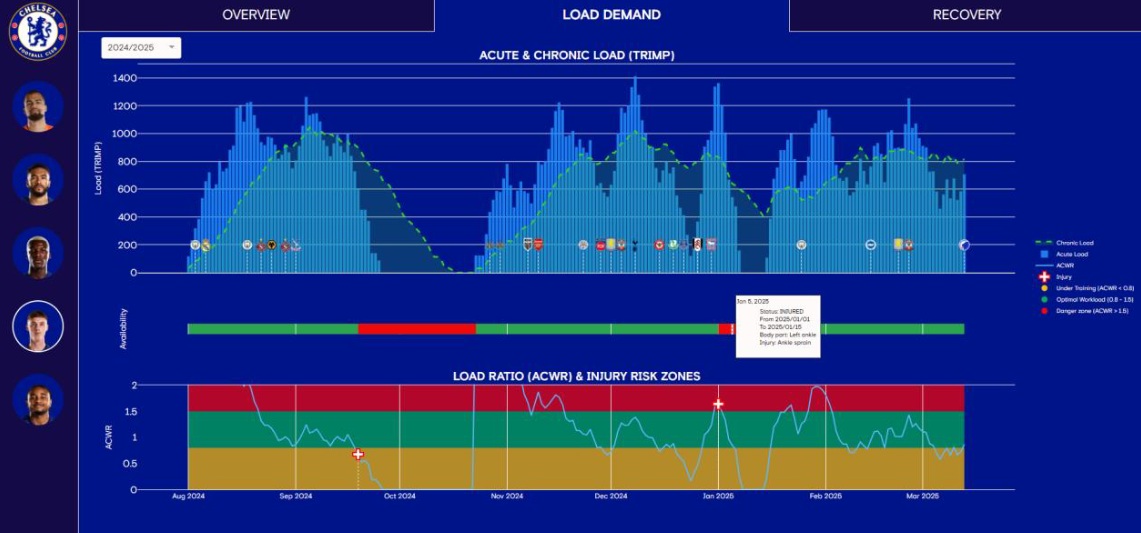 CHELSEA
FOOTBALL CLUB
OVERVIEW
LOAD DEMAND
RECOVERY
2024/2025
ACUTE & CHRONIC LOAD (TRIMP)
Load (TRIMP)
1400
1200
1000
800
600
400
200
0
Chronic Load
Acute Load
ACWR
Injury
Under Training (ACWR < 0.8)
Optimal Workload (0.8 - 1.5)
Danger zone (ACWR > 1.5)
Availability
Jan 5, 2025
Status: INJURED
From 2025/01/01
To 2025/01/15
Body part: Left ankle
Injury: Ankle sprain
LOAD RATIO (ACWR) & INJURY RISK ZONES
ACWR
2
1.5
1
0.5
0
Aug 2024
Sep 2024
Oct 2024
Nov 2024
Dec 2024
Jan 2025
Feb 2025
Mar 2025